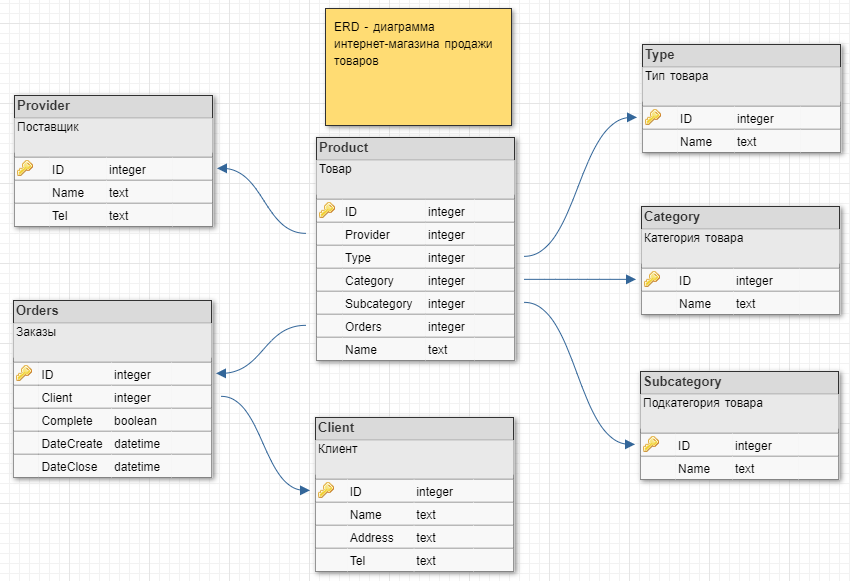 ERD - диаграмма
интернет-магазина продажи
товаров
Provider
Поставщик
ID integer
Name text
Tel text
Product
Товар
ID integer
Provider integer
Type integer
Category integer
Subcategory integer
Orders integer
Name text
Type
Тип товара
ID integer
Name text
Category
Категория товара
ID integer
Name text
Orders
Заказы
ID integer
Client integer
Complete boolean
DateCreate datetime
DateClose datetime
Client
Клиент
ID integer
Name text
Address text
Tel text
Subcategory
Подкатегория товара
ID integer
Name text